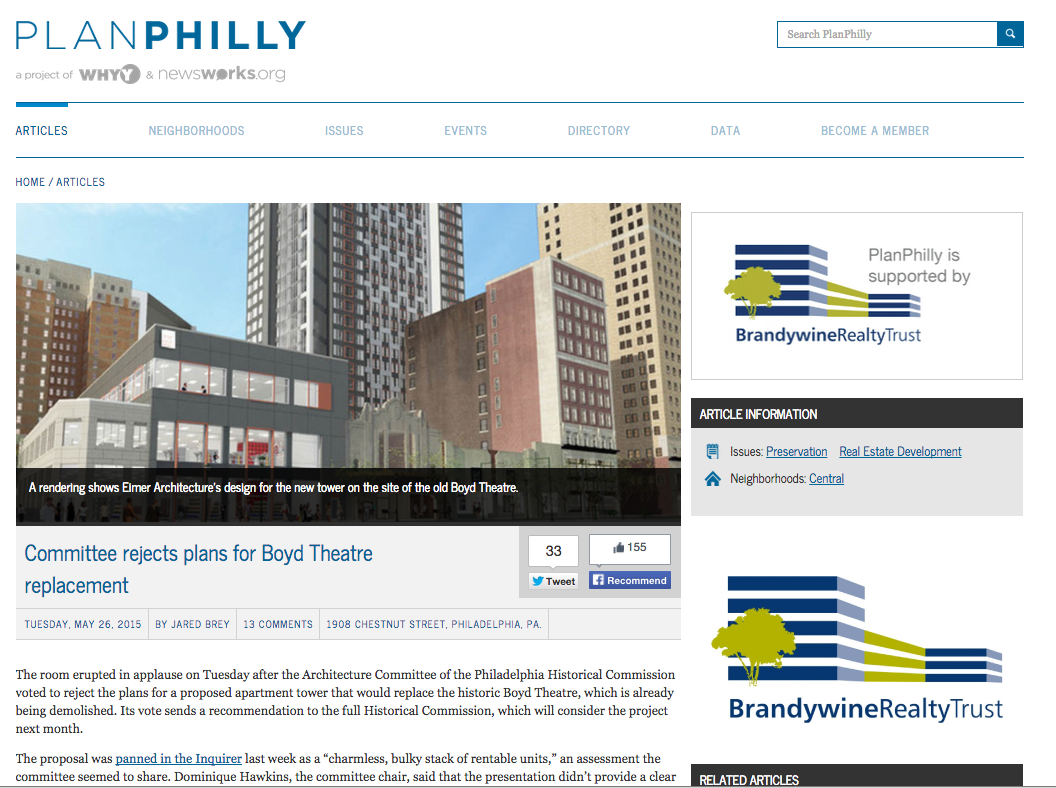 PLANPHILLY
Search PlanPhilly
a project of WHYY & newsworks.org
ARTICLES NEIGHBORHOODS ISSUES EVENTS DIRECTORY DATA BECOME A MEMBER
HOME / ARTICLES
A rendering shows Eimer Architecture's design for the new tower on the site of the old Boyd Theatre.
Committee rejects plans for Boyd Theatre
replacement
33
Tweet
155
Recommend
TUESDAY, MAY 26, 2015 BY JARED BREY 13 COMMENTS 1908 CHESTNUT STREET, PHILADELPHIA, PA.
The room erupted in applause on Tuesday after the Architecture Committee of the Philadelphia Historical Commission
voted to reject the plans for a proposed apartment tower that would replace the historic Boyd Theatre, which is already
being demolished. Its vote sends a recommendation to the full Historical Commission, which will consider the project
next month.
The proposal was panned in the Inquirer last week as a “charmless, bulky stack of rentable units,” an assessment the
committee seemed to share. Dominique Hawkins, the committee chair, said that the presentation didn’t provide a clear
PlanPhilly is
supported by
BrandywineRealtyTrust
ARTICLE INFORMATION
Issues: Preservation Real Estate Development
Neighborhoods: Central
BrandywineRealtyTrust
RELATED ARTICLES